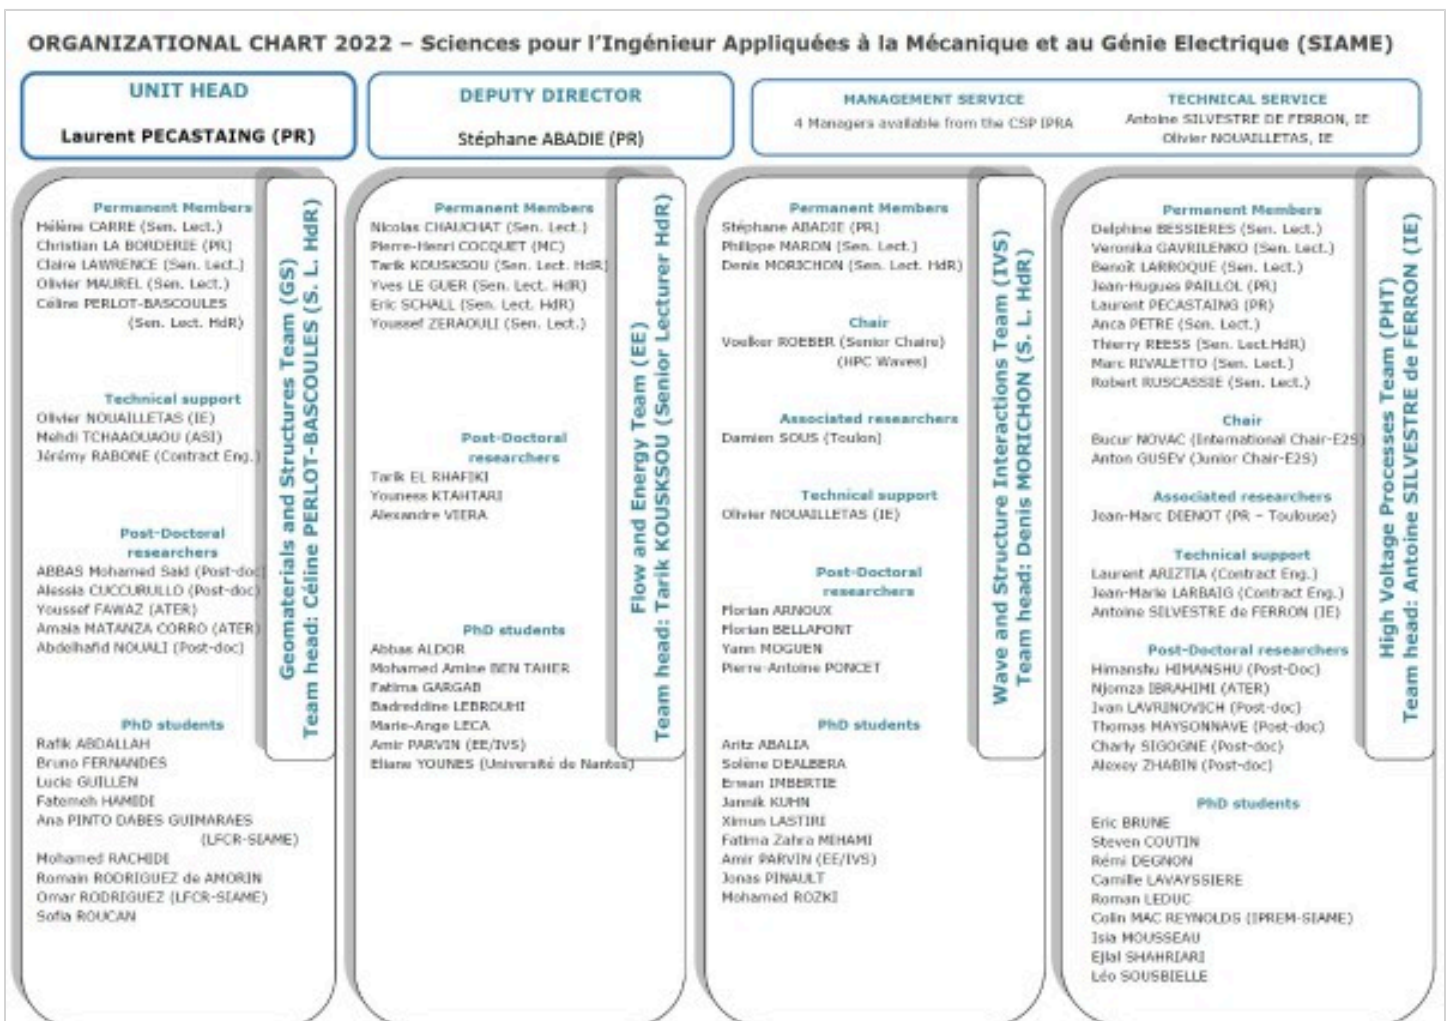 ORGANIZATIONAL CHART 2022 – Sciences pour l'Ingénieur Appliquées à la Mécanique et au Génie Electrique (SIAME)
UNIT HEAD
Laurent PECASTAING (PR)
DEPUTY DIRECTOR
Stéphane ABADIE (PR)
MANAGEMENT SERVICE
4 Managers available from the CSP IPRA
TECHNICAL SERVICE
Antoine SILVESTRE DE FERRON, IE
Olivier NOUAILLETAS, IE
Permanent Members
Hélène CARRE (Sen. Lect.)
Christian LA BORDERIE (PR)
Claire LAWRENCE (Sen. Lect.)
Olivier MAUREL (Sen. Lect.)
Céline PERLOT-BASCOULES
(Sen. Lect. HdR)
Technical support
Olivier NOUAILLETAS (IE)
Mehdi TCHAAOUAOU (ASI)
Jérémy RABONE (Contract Eng.)
Post-Doctoral
researchers
ABBAS Mohamed Said (Post-doc)
Alessia CUCCURULLO (Post-doc)
Youssef FAWAZ (ATER)
Amaia MATANZA CORRO (ATER)
Abdelhafid NOUALI (Post-doc)
PhD students
Rafik ABDALLAH
Bruno FERNANDES
Lucie GUILLEN
Fatemeh HAMIDI
Ana PINTO DABES GUIMARAES
(LFCR-SIAME)
Mohamed RACHIDI
Romain RODRIGUEZ de AMORIN
Omar RODRIGUEZ (LFCR-SIAME)
Sofia ROUCAN
Geomaterials and Structures Team (GS)
Team head: Céline PERLOT-BASCOULES (S. L. HdR)
Permanent Members
Nicolas CHAUCHAT (Sen. Lect.)
Pierre-Henri COCQUET (MC)
Tarik KOUSKSOU (Sen. Lect. HdR)
Yves LE GUER (Sen. Lect. HdR)
Eric SCHALL (Sen. Lect. HdR)
Youssef ZERAOULI (Sen. Lect.)
Post-Doctoral
researchers
Tarik EL RHAFIKI
Youness KTAHTARI
Alexandre VIERA
PhD students
Abbas ALDOR
Mohamed Amine BEN TAHER
Fatima GARGAB
Badreddine LEBROUHI
Marie-Ange LECA
Amir PARVIN (EE/IVS)
Eliane YOUNES (Université de Nantes)
Flow and Energy Team (EE)
Team head: Tarik KOUSKSOU (Senior Lecturer HdR)
Permanent Members
Stéphane ABADIE (PR)
Philippe MARON (Sen. Lect.)
Denis MORICHON (Sen. Lect. HdR)
Chair
Voelker ROEBER (Senior Chaire)
(HPC Waves)
Associated researchers
Damien SOUS (Toulon)
Technical support
Olivier NOUAILLETAS (IE)
Post-Doctoral
researchers
Florian ARNOUX
Florian BELLAFONT
Yann MOGUEN
Pierre-Antoine PONCET
PhD students
Aritz ABALIA
Solène DEALBERA
Erwan IMBERTIE
Jannik KUHN
Ximun LASTIRI
Fatima Zahra MIHAMI
Amir PARVIN (EE/IVS)
Jonas PINAULT
Mohamed ROZKI
Wave and Structure Interactions Team (IVS)
Team head: Denis MORICHON (S. L. HdR)
Permanent Members
Delphine BESSIERES (Sen. Lect.)
Veronika GAVRILENKO (Sen. Lect.)
Benoît LARROQUE (Sen. Lect.)
Jean-Hugues PAILLOL (PR)
Laurent PECASTAING (PR)
Anca PETRE (Sen. Lect.)
Thierry REESS (Sen. Lect.HdR)
Marc RIVALETTO (Sen. Lect.)
Robert RUSCASSIE (Sen. Lect.)
Chair
Bucur NOVAC (International Chair-E2S)
Anton GUSEV (Junior Chair-E2S)
Associated researchers
Jean-Marc DIENOT (PR – Toulouse)
Technical support
Laurent ARIZTIA (Contract Eng.)
Jean-Marie LARBAIG (Contract Eng.)
Antoine SILVESTRE de FERRON (IE)
Post-Doctoral researchers
Himanshu HIMANSHU (Post-Doc)
Njomza IBRAHIMI (ATER)
Ivan LAVRINOVICH (Post-doc)
Thomas MAYSONNAVE (Post-doc)
Charly SIGOGNE (Post-doc)
Alexey ZHABIN (Post-doc)
PhD students
Eric BRUNE
Steven COUTIN
Rémi DEGNON
Camille LAVAYSSIERE
Roman LEDUC
Colin MAC REYNOLDS (IPREM-SIAME)
Isia MOUSSEAU
Ejlal SHAHRIARI
Léo SOUSBIELLE
High Voltage Processes Team (PHT)
Team head: Antoine SILVESTRE de FERRON (IE)